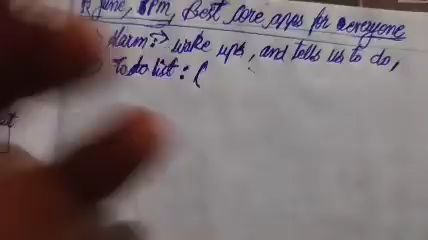 June, 8PM, Best core apps for everyone
Alarm :-> wake ups, and tells us to do,
To do list : (